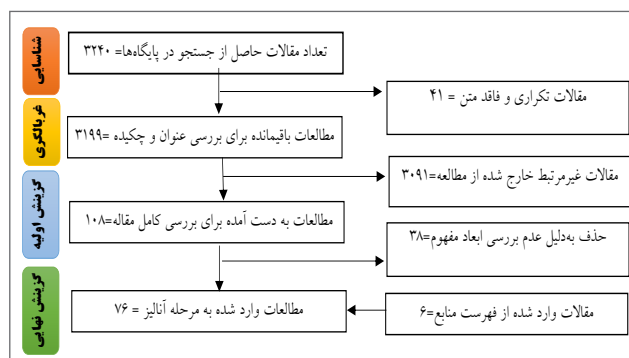 شناسایی
تعداد مقالات حاصل از جستجو در پایگاه‌ها= ۳۲۴۰
مقالات تکراری و فاقد متن = ۴۱
غربالگری
مطالعات باقیمانده برای بررسی عنوان و چکیده =۳۱۹۹
مقالات غیرمرتبط خارج شده از مطالعه=۳۰۹۱
گزینش اولیه
مطالعات به دست آمده برای بررسی کامل مقاله=۱۰۸
حذف به‌دلیل عدم بررسی ابعاد مفهوم=۳۸
گزینش نهایی
مطالعات وارد شده به مرحله آنالیز = ۷۶
مقالات وارد شده از فهرست منابع=۶